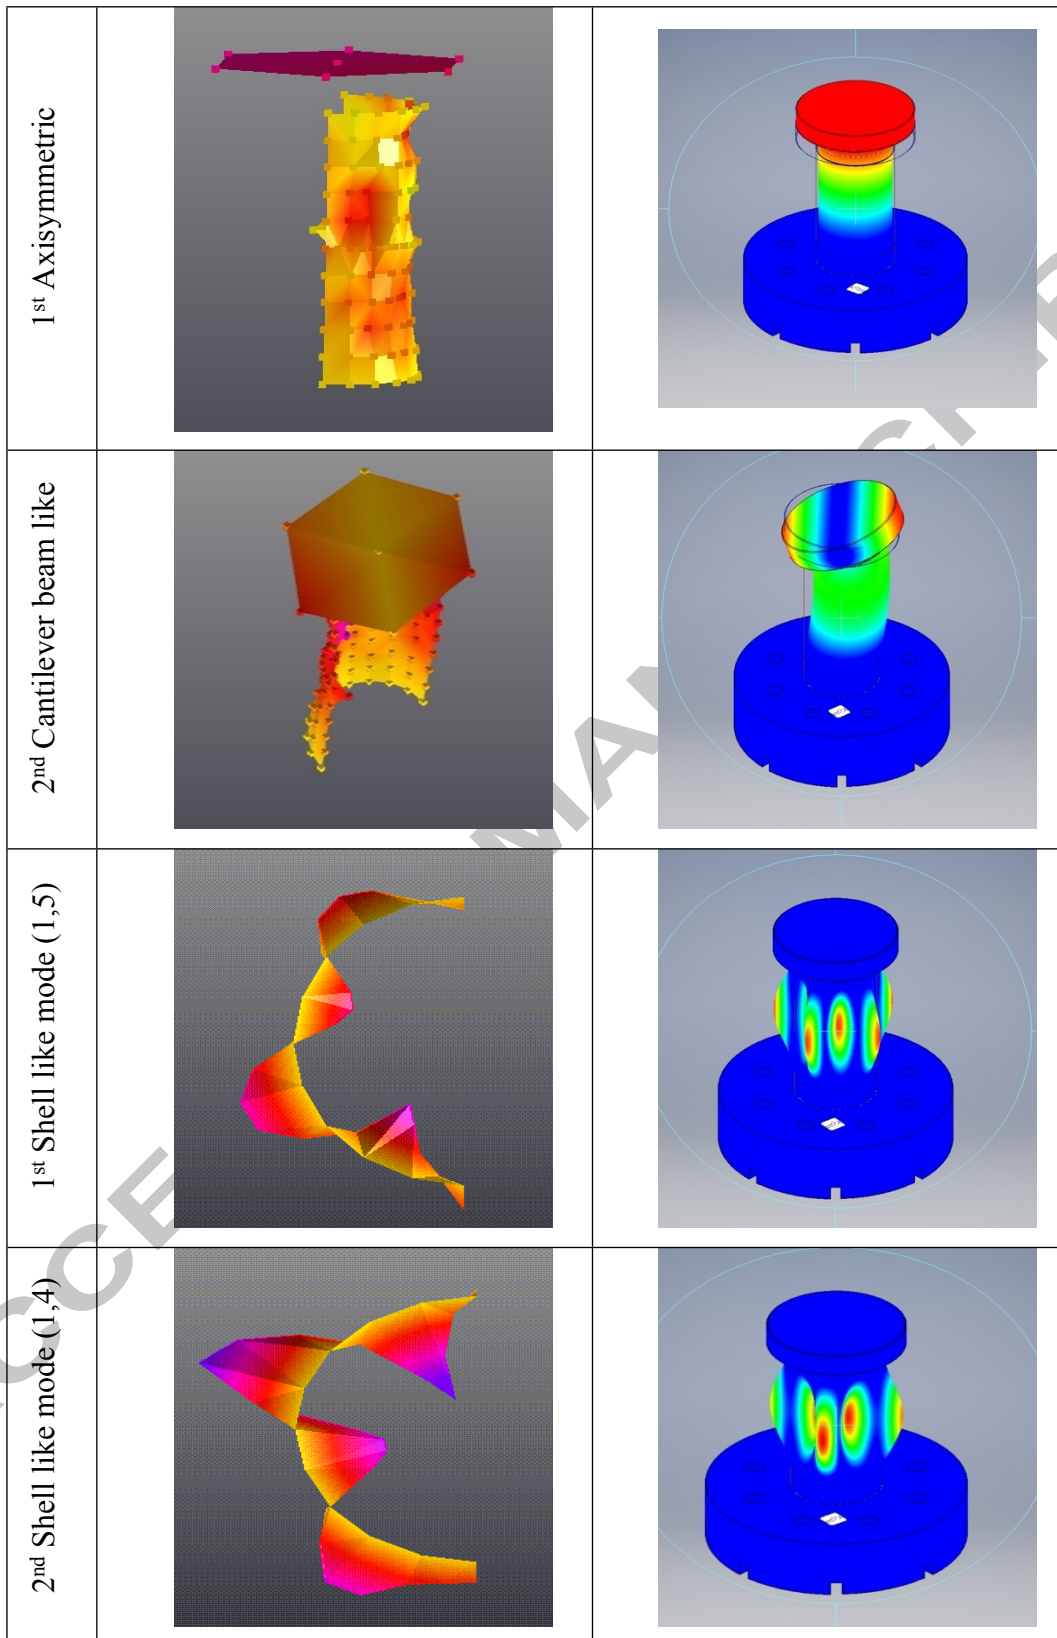 1st Axisymmetric
2nd Cantilever beam like
1st Shell like mode (1,5)
2nd Shell like mode (1,4)